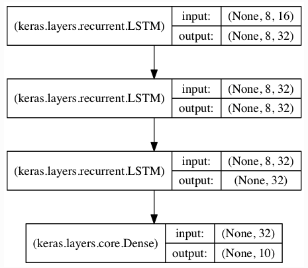 (keras.layers.recurrent.LSTM) input: (None, 8, 16)
output: (None, 8, 32)
(keras.layers.recurrent.LSTM) input: (None, 8, 32)
output: (None, 8, 32)
(keras.layers.recurrent.LSTM) input: (None, 8, 32)
output: (None, 32)
(keras.layers.core.Dense) input: (None, 32)
output: (None, 10)